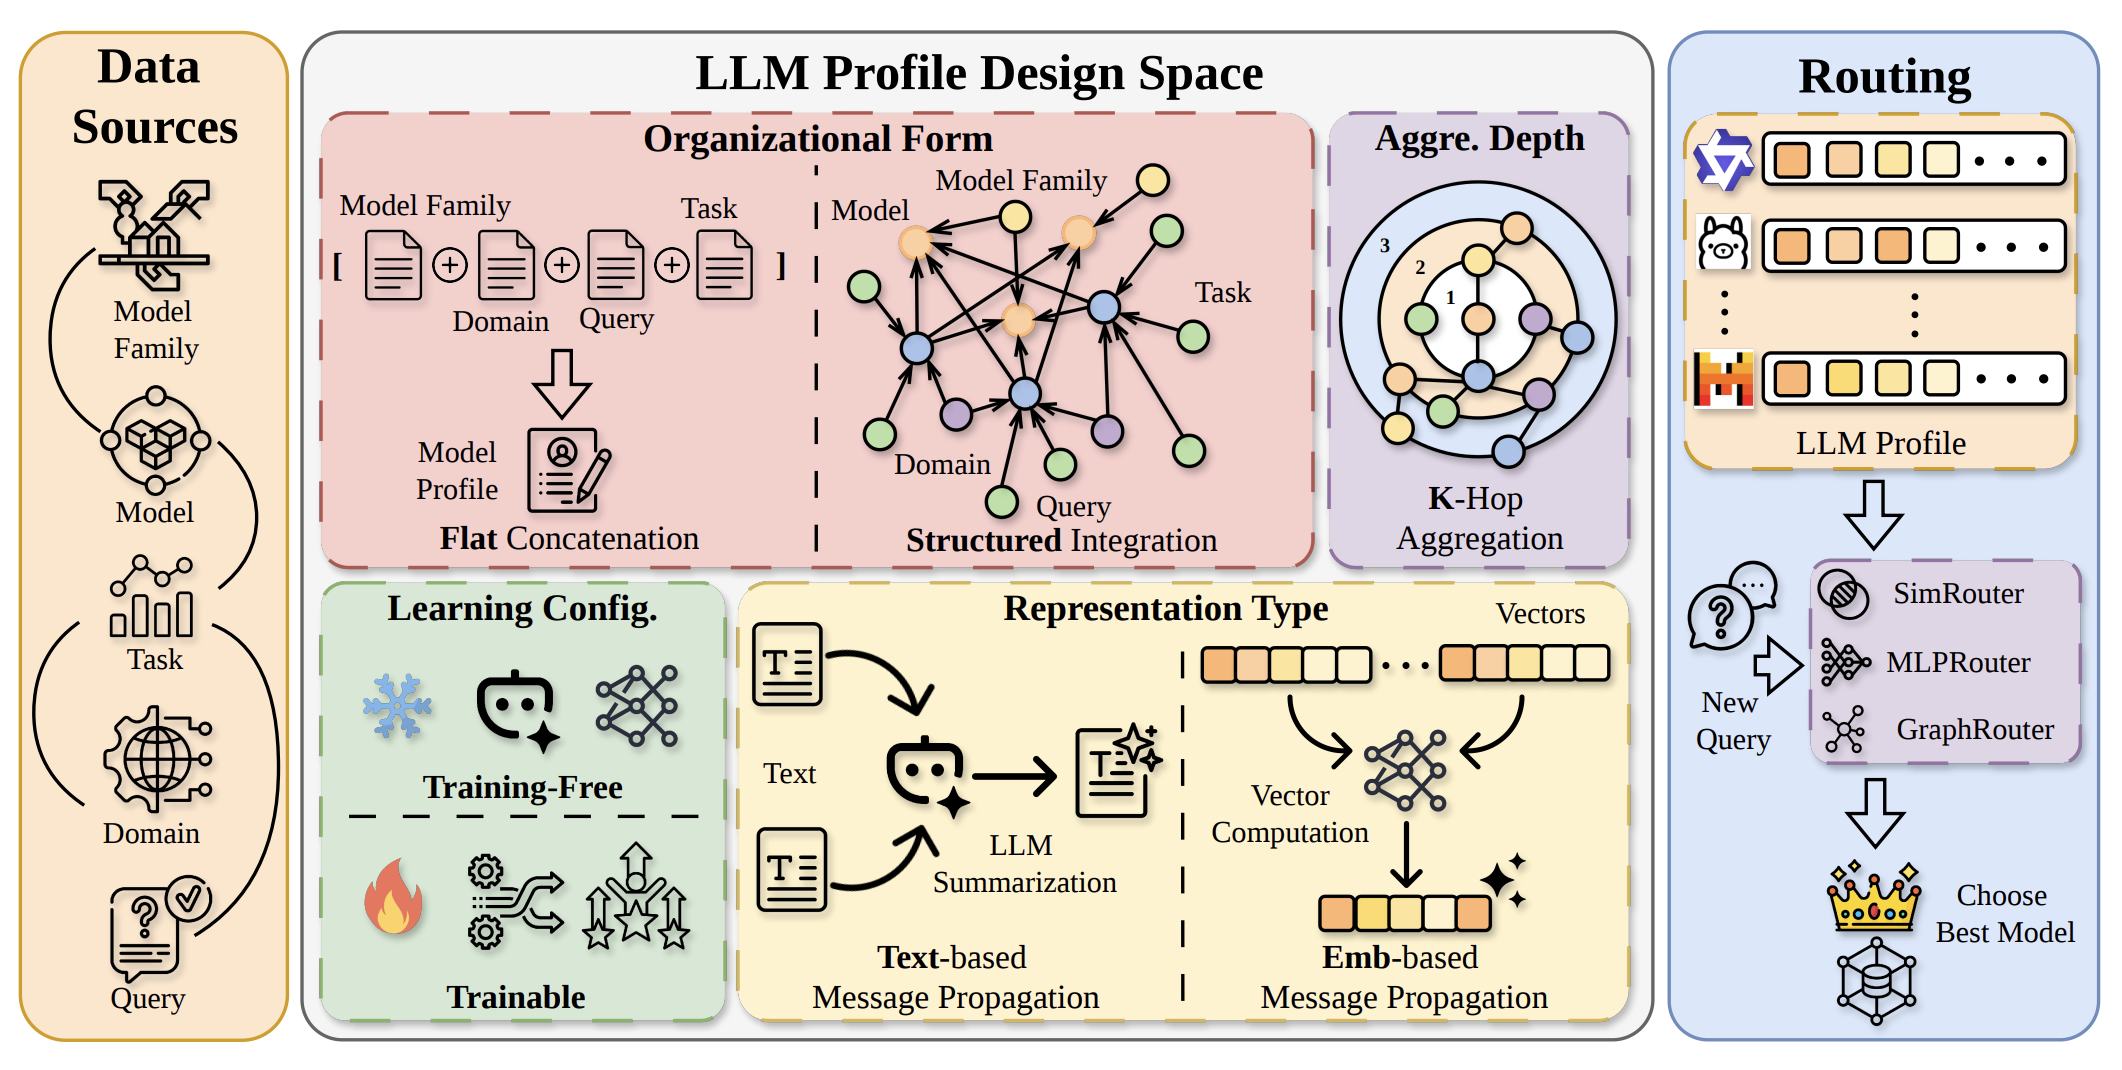 Data
Sources
Model
Family
Model
Task
Domain
Query
LLM Profile Design Space
Organizational Form
Model Family
Task
[
]
Domain
Query
Model
Profile
Flat Concatenation
Model Family
Model
Task
Domain
Query
Structured Integration
Aggre. Depth
3
2
1
K-Hop
Aggregation
Learning Config.
Training-Free
Trainable
Representation Type
T
Text
T
T
LLM
Summarization
Text-based
Message Propagation
Vectors
Vector
Computation
Emb-based
Message Propagation
Routing
LLM Profile
New
Query
SimRouter
MLPRouter
GraphRouter
Choose
Best Model